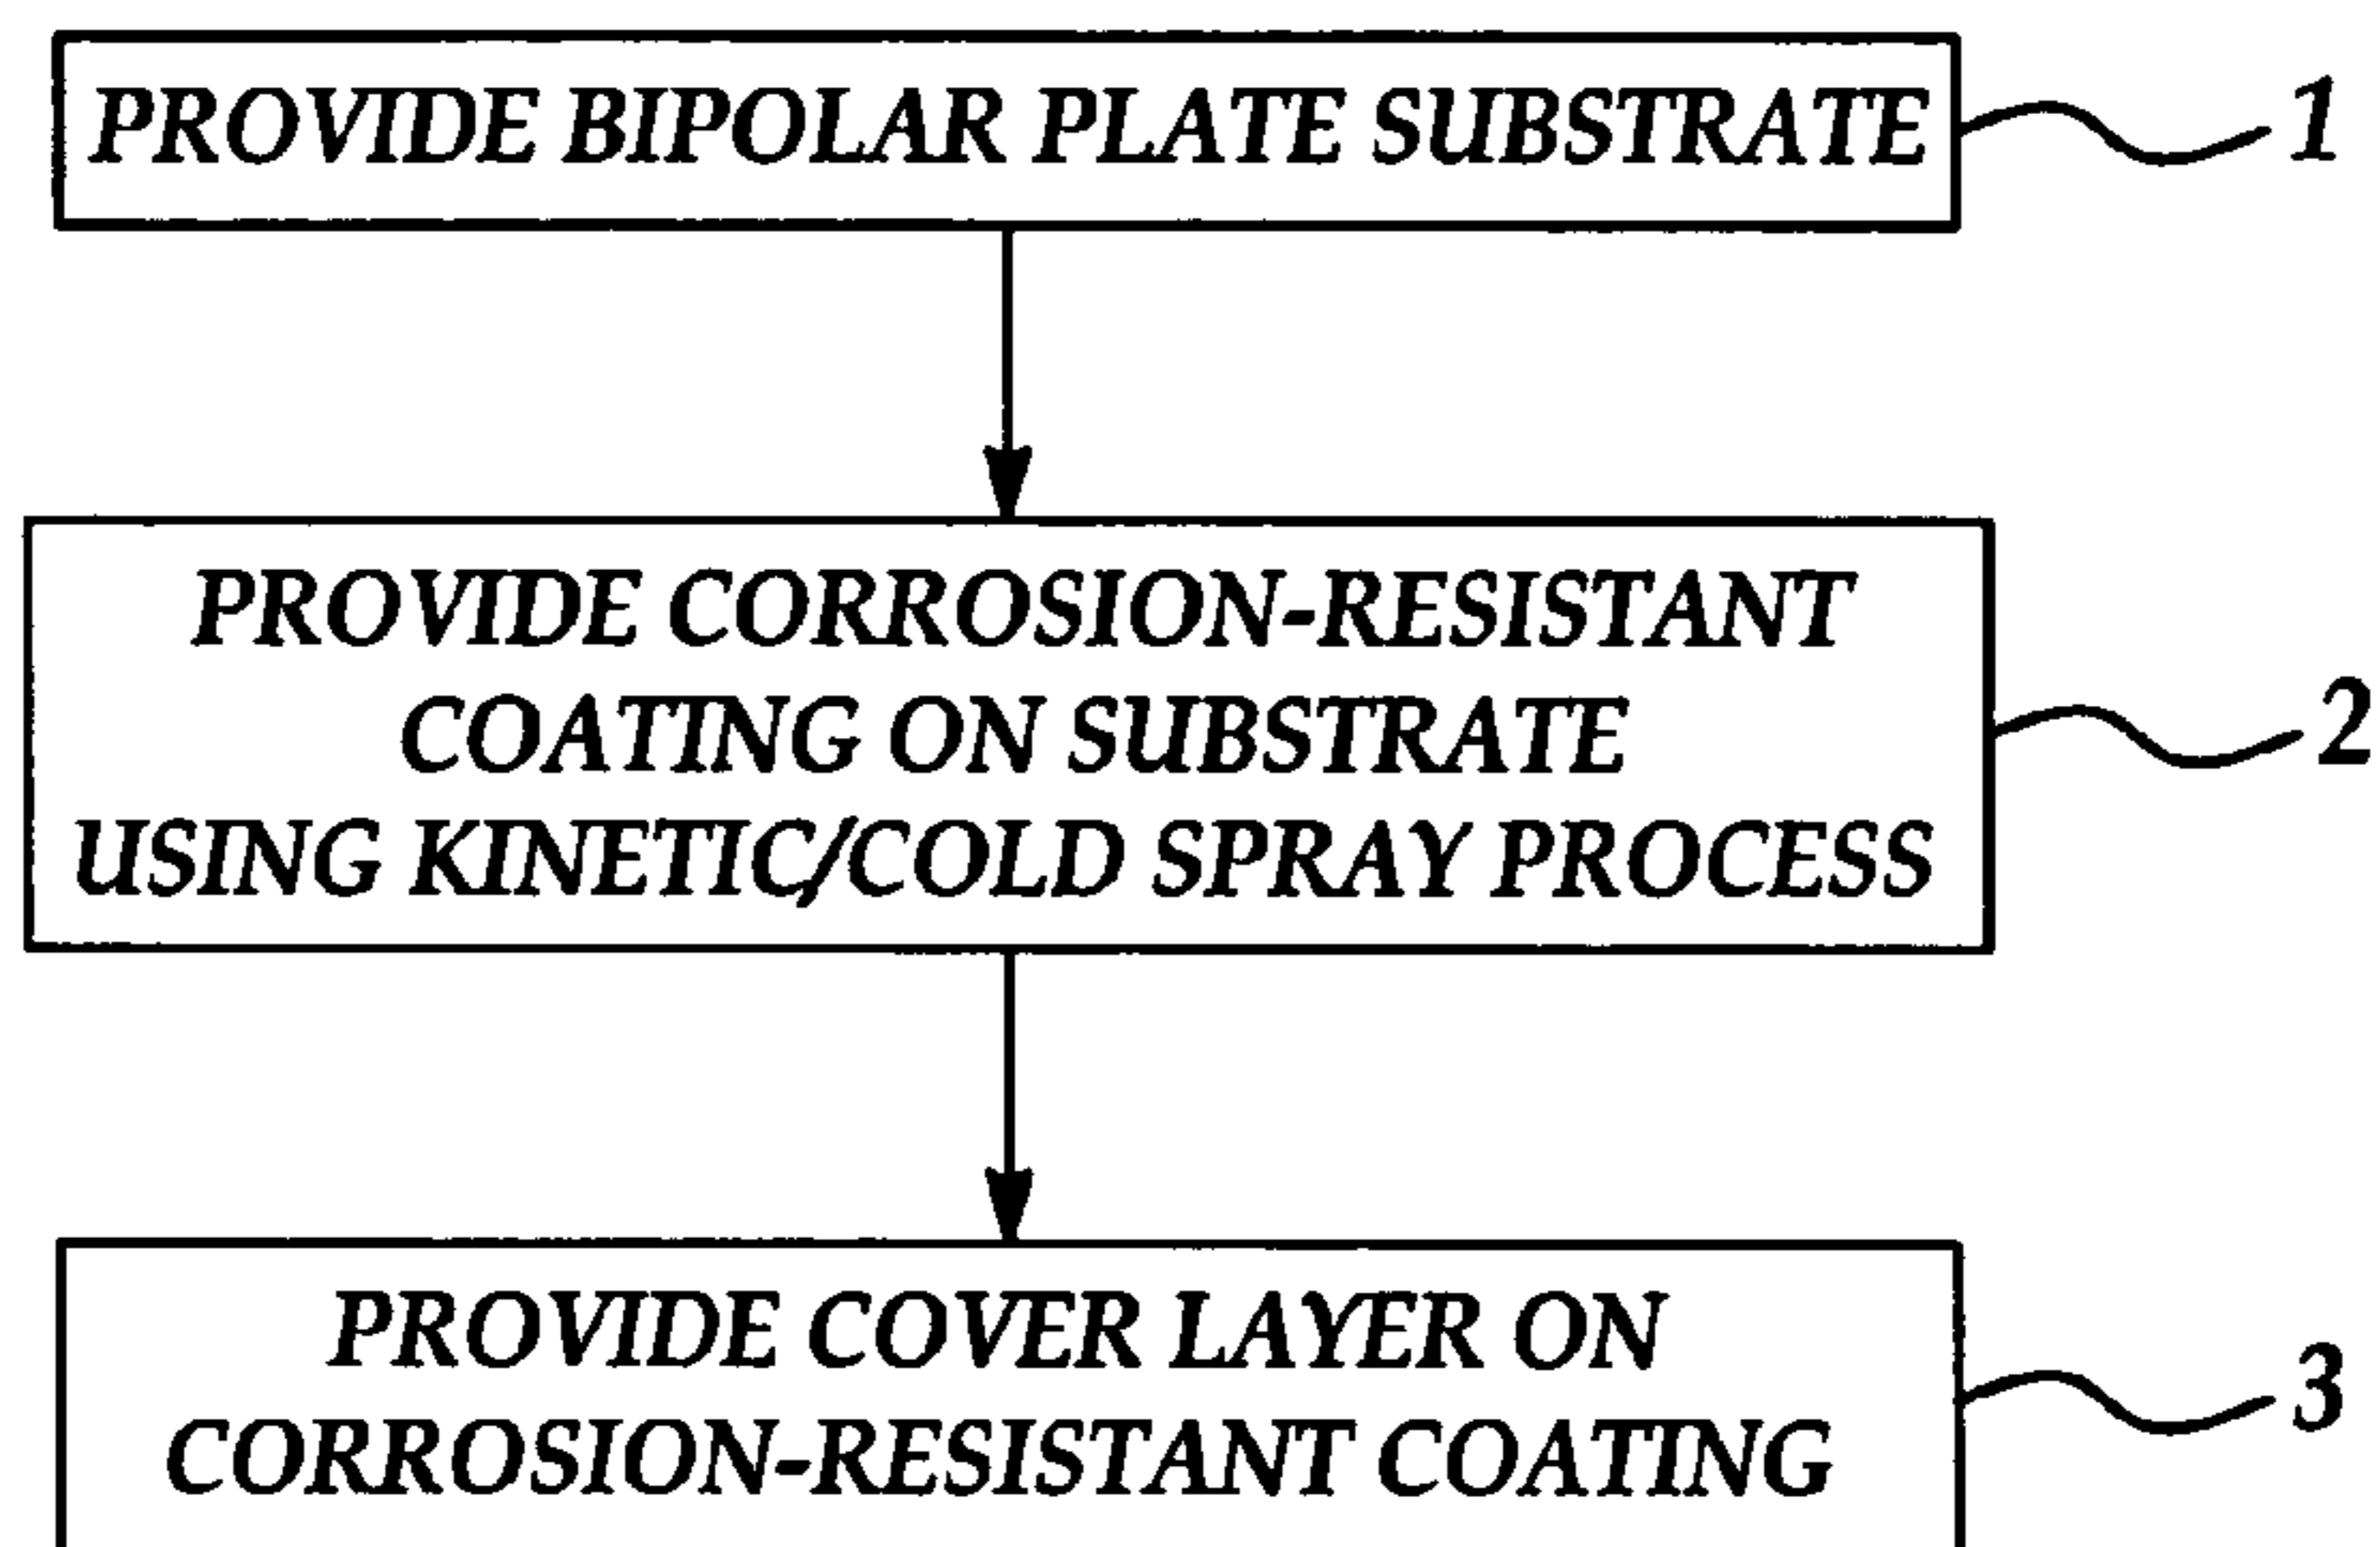 PROVIDE BIPOLAR PLATE SUBSTRATE
1
PROVIDE CORROSION-RESISTANT
COATING ON SUBSTRATE
USING KINETIC/COLD SPRAY PROCESS
2
PROVIDE COVER LAYER ON
CORROSION-RESISTANT COATING
3